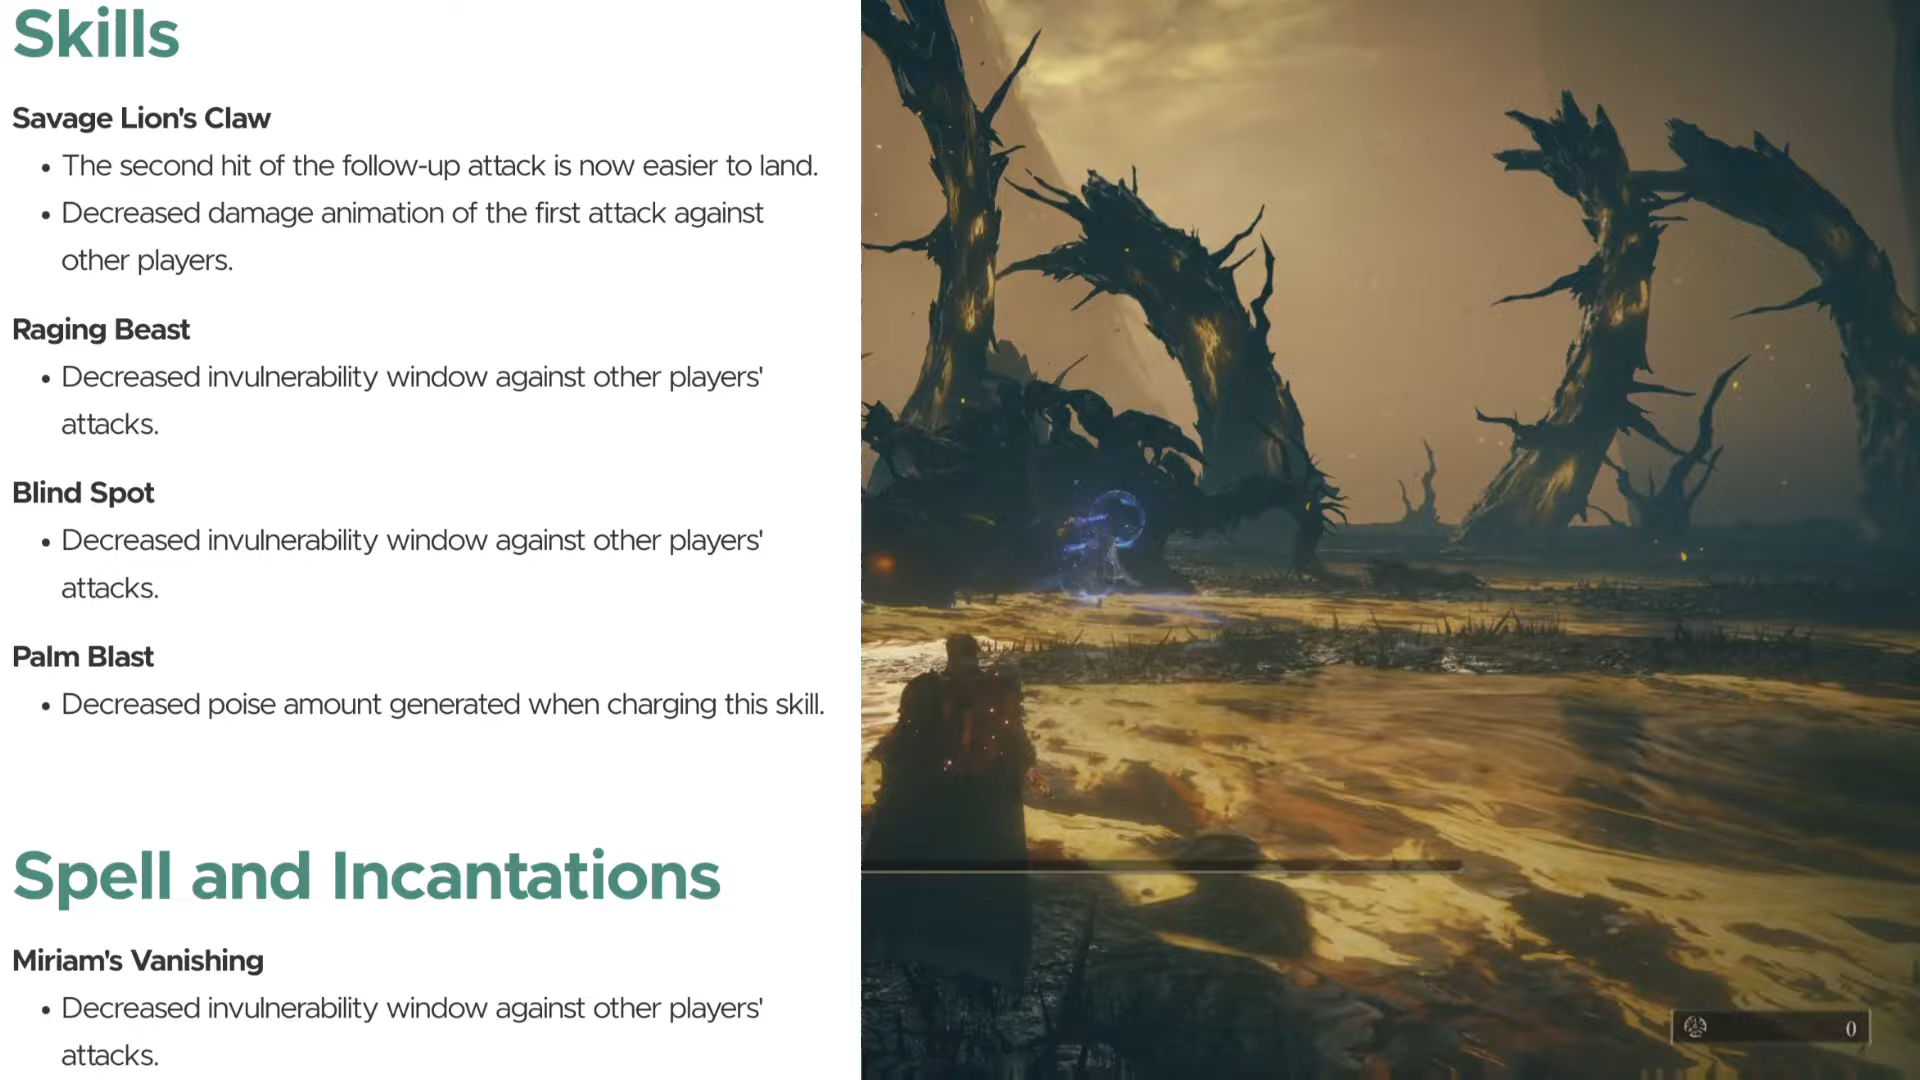 Skills
Savage Lion's Claw
• The second hit of the follow-up attack is now easier to land.
• Decreased damage animation of the first attack against
other players.
Raging Beast
• Decreased invulnerability window against other players'
attacks.
Blind Spot
• Decreased invulnerability window against other players'
attacks.
Palm Blast
• Decreased poise amount generated when charging this skill.
Spell and Incantations
Miriam's Vanishing
• Decreased invulnerability window against other players'
attacks.
0